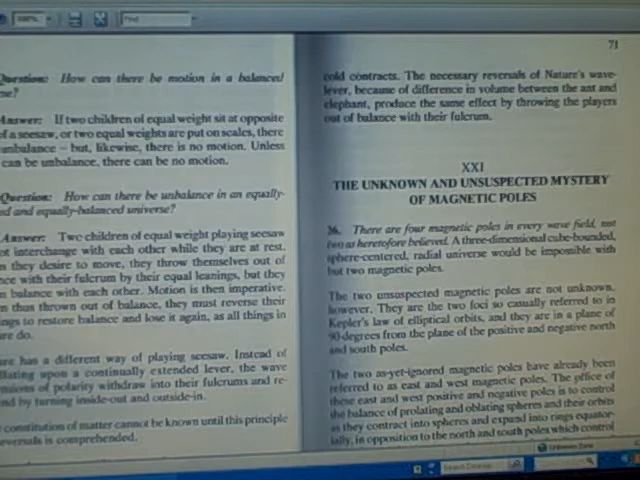 Find
Question: How can there be motion in a balanced
Answer: If two children of equal weight sit at opposite
of a seesaw, or two equal weights are put on scales, there
unbalance – but, likewise, there is no motion. Unless
can be unbalance, there can be no motion.
Question: How can there be unbalance in an equally-
and equally-balanced universe?
Answer: Two children of equal weight playing seesaw
interchange with each other while they are at rest.
they desire to move, they throw themselves out of
with their fulcrum by their equal leanings, but they
in balance with each other. Motion is then imperative.
thus thrown out of balance, they must reverse their
to restore balance and lose it again, as all things in
do.
has a different way of playing seesaw. Instead of
upon a continually extended lever, the wave
of polarity withdraw into their fulcrums and re-
by turning inside-out and outside-in.
constitution of matter cannot be known until this principle
reversals is comprehended.
71
cold contracts. The necessary reversals of Nature's wave-
lever, because of difference in volume between the ant and
elephant, produce the same effect by throwing the players
out of balance with their fulcrum.
XXI
THE UNKNOWN AND UNSUSPECTED MYSTERY
OF MAGNETIC POLES
26. There are four magnetic poles in every wave field, not
two as heretofore believed. A three-dimensional cube-bounded,
sphere-centered, radial universe would be impossible with
but two magnetic poles.
The two unsuspected magnetic poles are not unknown,
however. They are the two foci so casually referred to in
Kepler's law of elliptical orbits, and they are in a plane of
90-degrees from the plane of the positive and negative north
and south poles.
The two as-yet-ignored magnetic poles have already been
referred to as east and west magnetic poles. The office of
these east and west positive and negative poles is to control
the balance of prolating and oblating spheres and their orbits
as they contract into spheres and expand into rings equator-
ially, in opposition to the north and south poles which control
Unknown Zone
Search Desktop